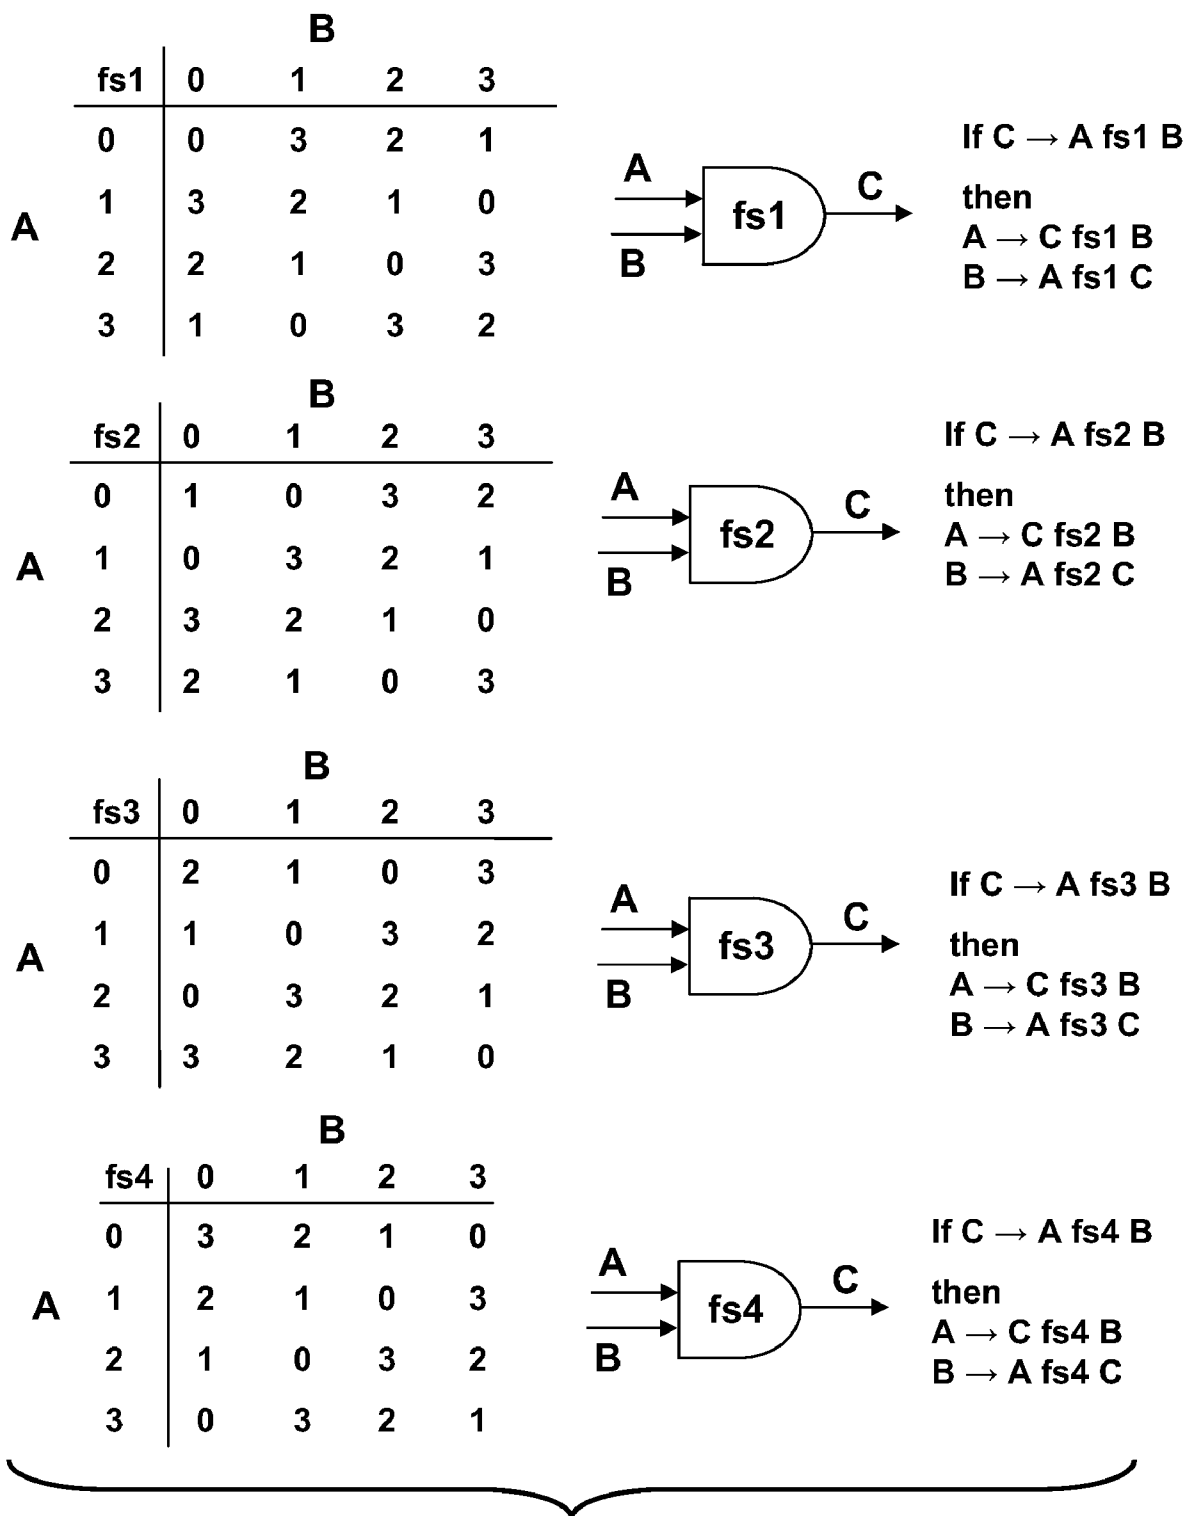 B
fs1 0 1 2 3
0 0 3 2 1
1 3 2 1 0
A
2 2 1 0 3
3 1 0 3 2
A
B
fs1
C
If C → A fs1 B
then
A → C fs1 B
B → A fs1 C
B
fs2 0 1 2 3
0 1 0 3 2
1 0 3 2 1
A
2 3 2 1 0
3 2 1 0 3
A
B
fs2
C
If C → A fs2 B
then
A → C fs2 B
B → A fs2 C
B
fs3 0 1 2 3
0 2 1 0 3
1 1 0 3 2
A
2 0 3 2 1
3 3 2 1 0
A
B
fs3
C
If C → A fs3 B
then
A → C fs3 B
B → A fs3 C
B
fs4 0 1 2 3
0 3 2 1 0
1 2 1 0 3
A
2 1 0 3 2
3 0 3 2 1
A
B
fs4
C
If C → A fs4 B
then
A → C fs4 B
B → A fs4 C